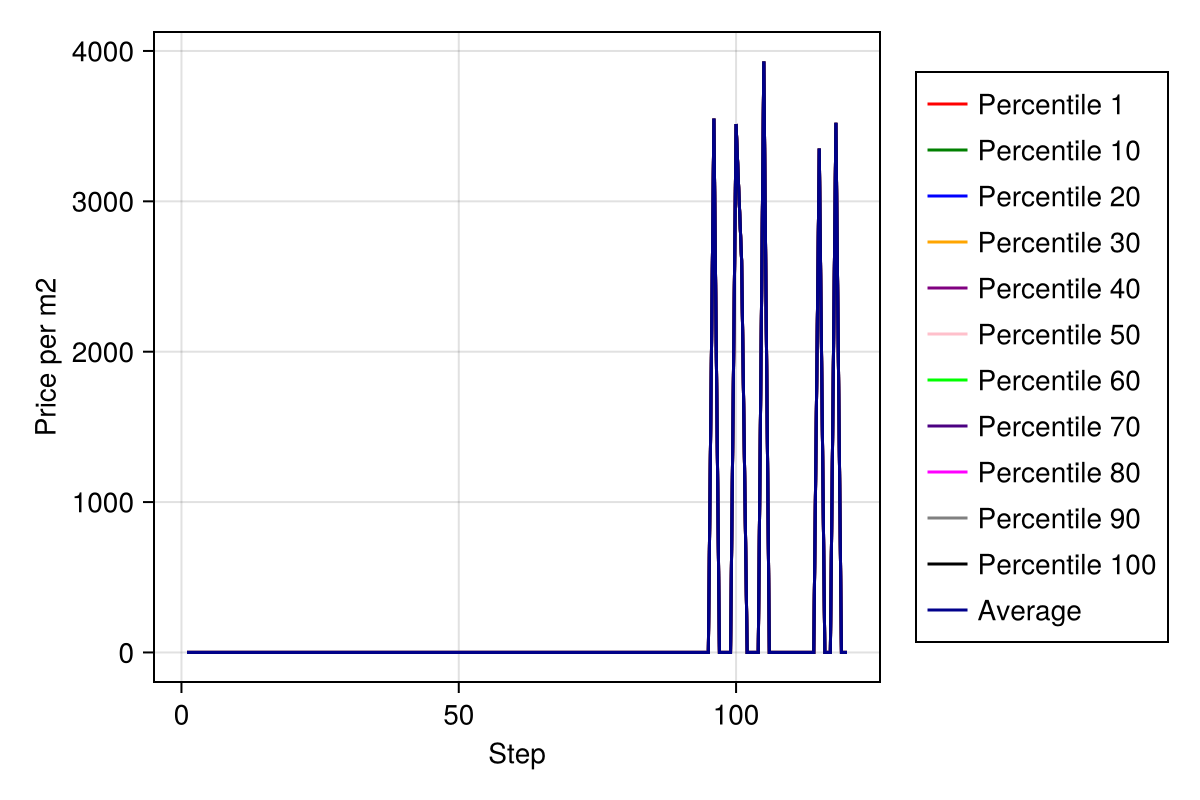 4000
3000
2000
1000
0
Price per m2
0
50
100
Step
Percentile 1
Percentile 10
Percentile 20
Percentile 30
Percentile 40
Percentile 50
Percentile 60
Percentile 70
Percentile 80
Percentile 90
Percentile 100
Average